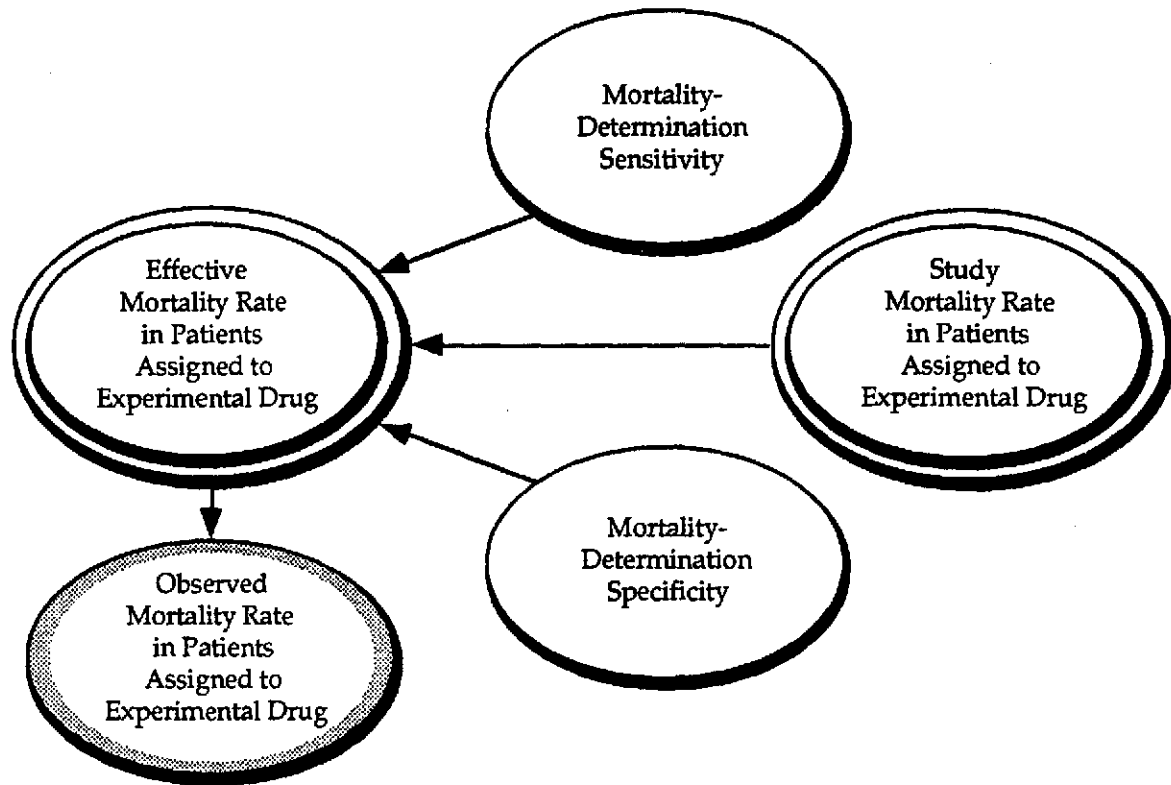 Mortality-
Determination
Sensitivity
Effective
Mortality Rate
in Patients
Assigned to
Experimental Drug
Study
Mortality Rate
in Patients
Assigned to
Experimental Drug
Mortality-
Determination
Specificity
Observed
Mortality Rate
in Patients
Assigned to
Experimental Drug